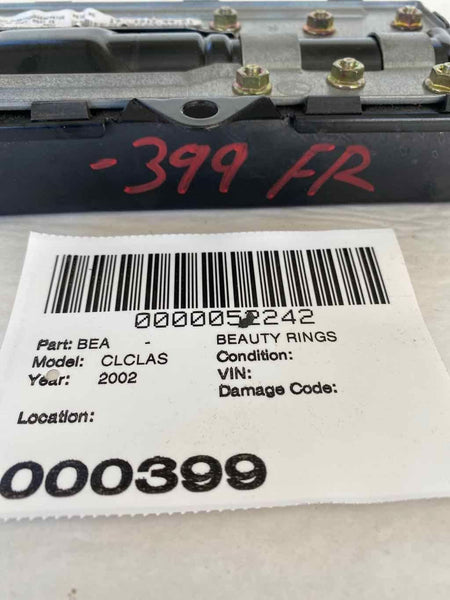 -399 FR
0000052242
Part: BEA - BEAUTY RINGS
Model: CLCLAS Condition:
Year: 2002 VIN:
Damage Code:
Location:
000399